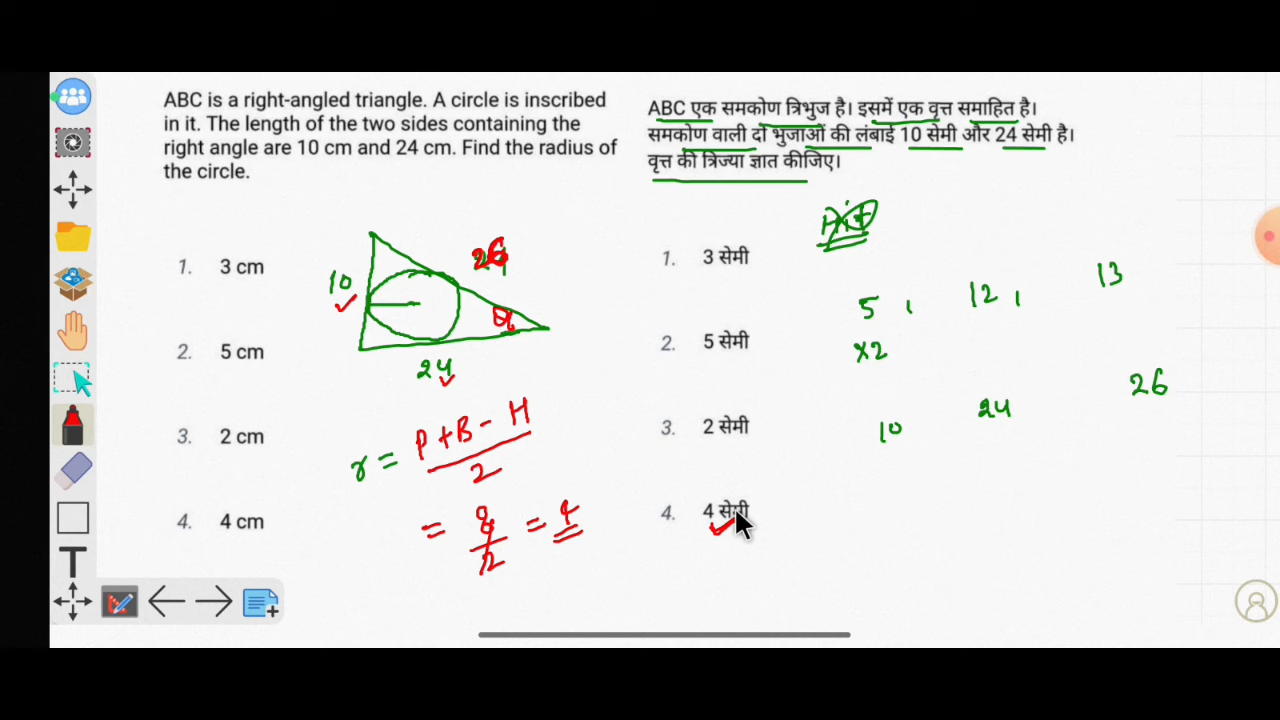 ABC is a right-angled triangle. A circle is inscribed
in it. The length of the two sides containing the
right angle are 10 cm and 24 cm. Find the radius of
the circle.
1. 3 cm
2. 5 cm
3. 2 cm
4. 4 cm
10
26
24
r = P + B - H
2
= 8
2
= 4
ABC एक समकोण त्रिभुज है। इसमें एक वृत्त समाहित है।
समकोण वाली दो भुजाओं की लंबाई 10 सेमी और 24 सेमी है।
वृत्त की त्रिज्या ज्ञात कीजिए।
1. 3 सेमी
2. 5 सेमी
3. 2 सेमी
4. 4 सेमी
5, 12, 13
×2
10 24 26
T